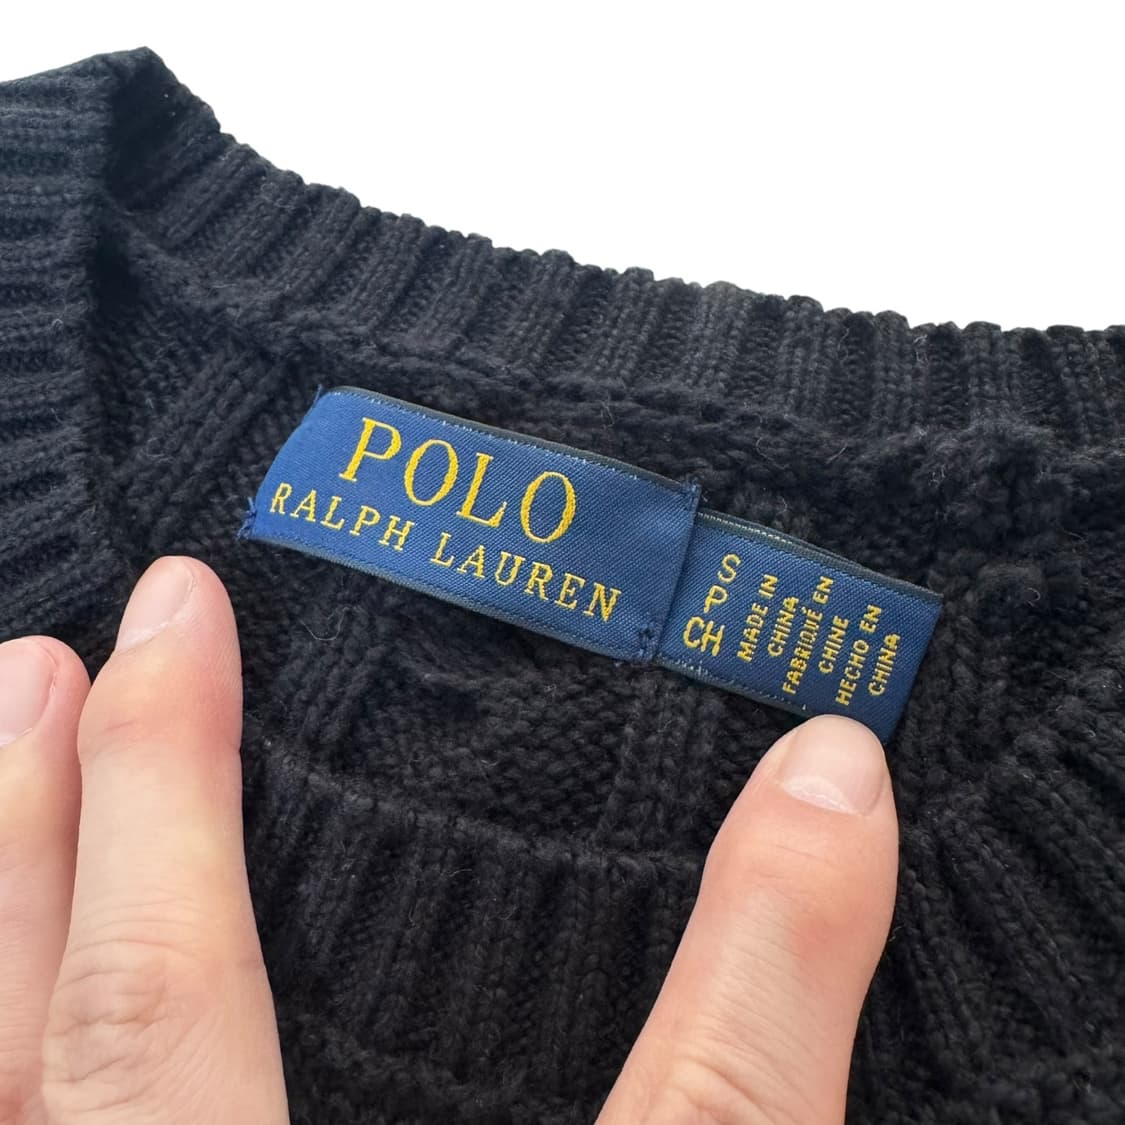 POLO
RALPH LAUREN
S
P
CH
MADE IN
CHINA
FABRIQUÉ EN
CHINE
HECHO EN
CHINA